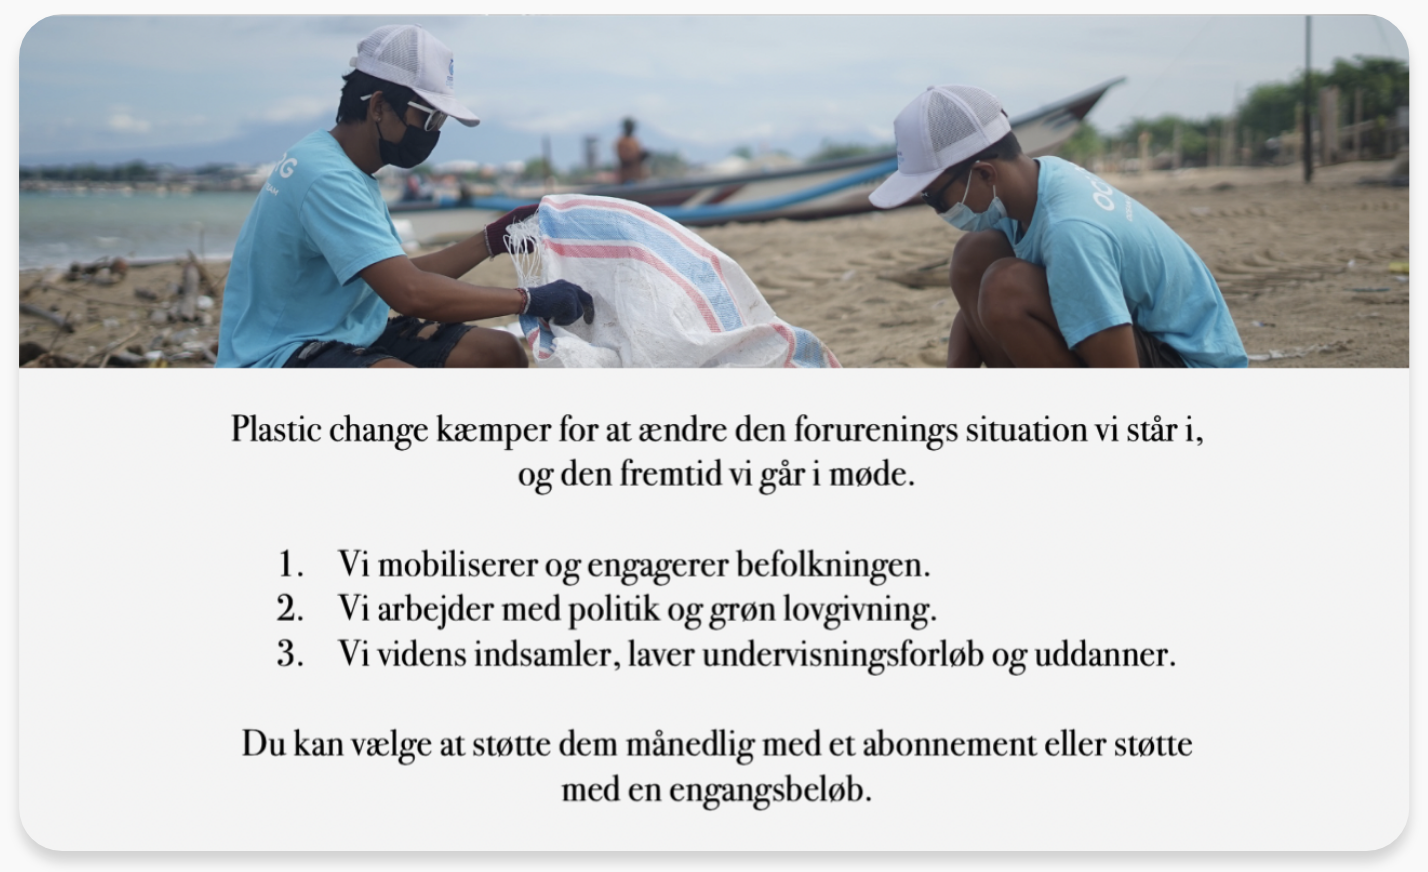 Plastic change kæmper for at ændre den forurenings situation vi står i,
og den fremtid vi går i møde.
1. Vi mobiliserer og engagerer befolkningen.
2. Vi arbejder med politik og grøn lovgivning.
3. Vi videns indsamler, laver undervisningsforløb og uddanner.
Du kan vælge at støtte dem månedlig med et abonnement eller støtte
med en engangsbeløb.